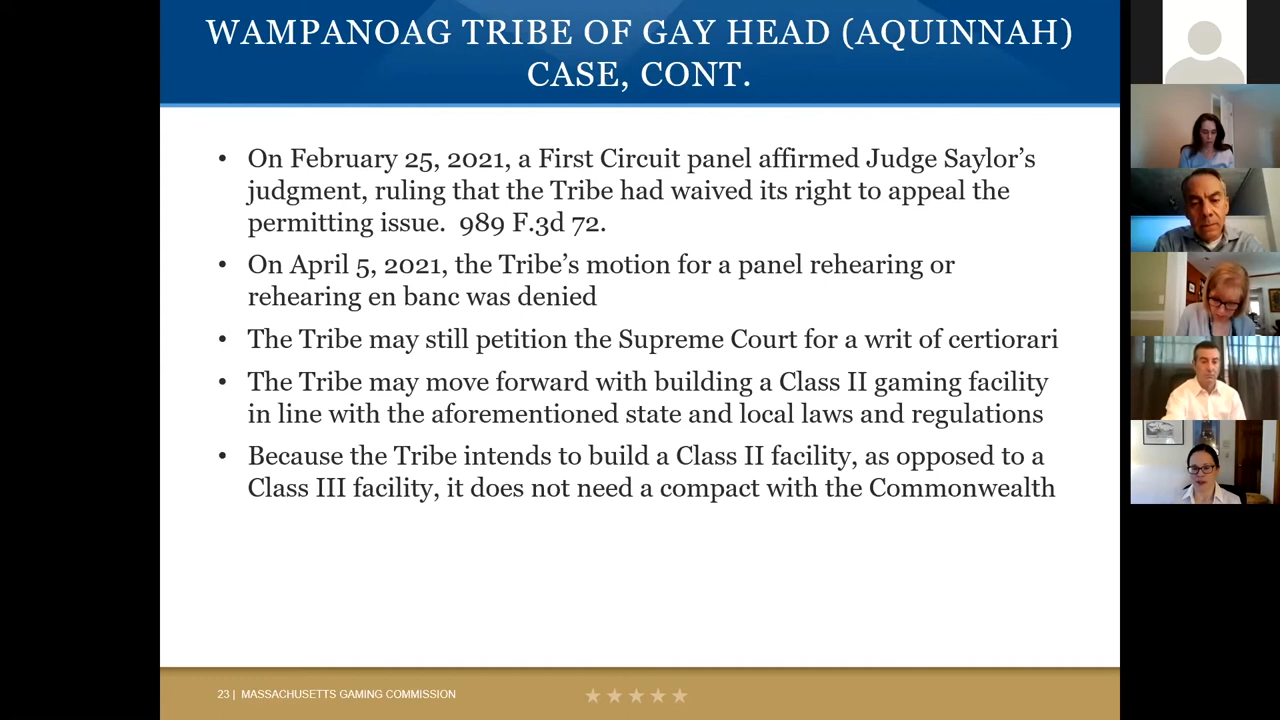 WAMPANOAG TRIBE OF GAY HEAD (AQUINNAH)
CASE, CONT.
• On February 25, 2021, a First Circuit panel affirmed Judge Saylor’s
judgment, ruling that the Tribe had waived its right to appeal the
permitting issue.  989 F.3d 72.
• On April 5, 2021, the Tribe’s motion for a panel rehearing or
rehearing en banc was denied
• The Tribe may still petition the Supreme Court for a writ of certiorari
• The Tribe may move forward with building a Class II gaming facility
in line with the aforementioned state and local laws and regulations
• Because the Tribe intends to build a Class II facility, as opposed to a
Class III facility, it does not need a compact with the Commonwealth
23 | MASSACHUSETTS GAMING COMMISSION